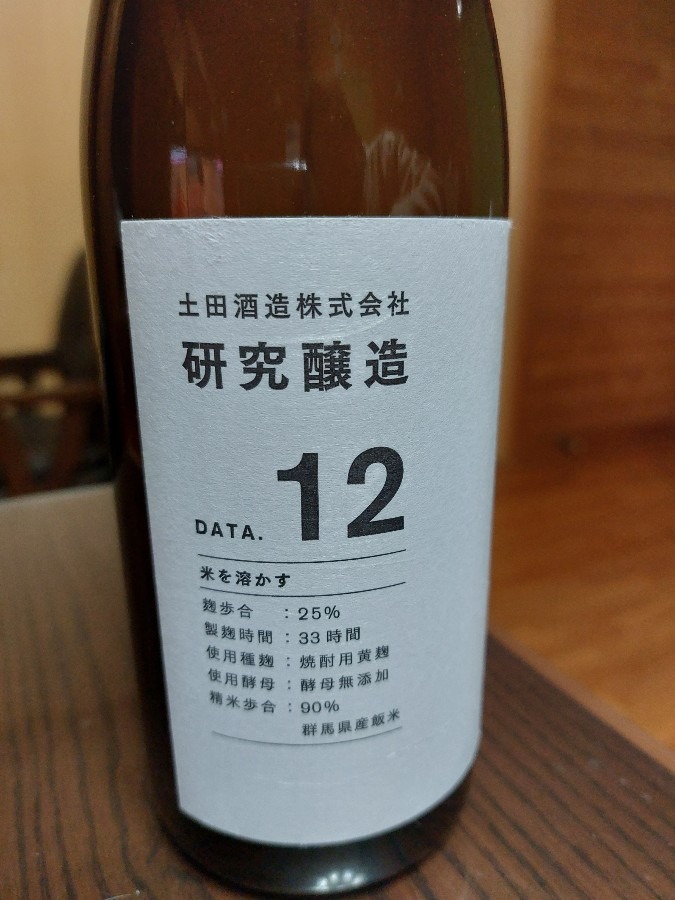 土田酒造株式会社
研究醸造
DATA. 12
米を溶かす
麹歩合 : 25%
製麹時間 : 33時間
使用種麹 : 焼酎用黄麹
使用酵母 : 酵母無添加
精米歩合 : 90%
群馬県産飯米